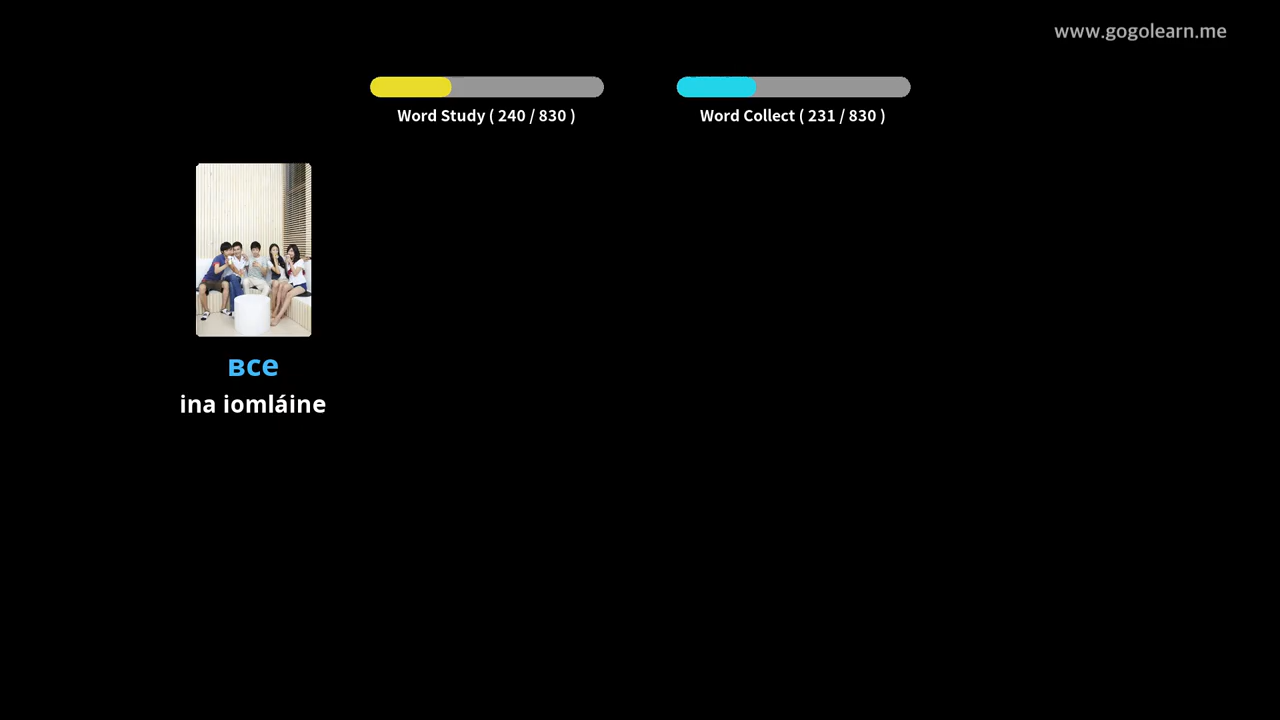 www.gogolearn.me
Word Study ( 240 / 830 )
Word Collect ( 231 / 830 )
все
ina iomláine